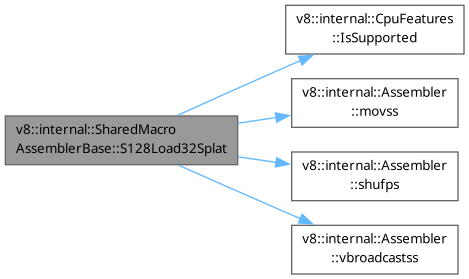 v8::internal::CpuFeatures
::IsSupported
v8::internal::Assembler
::movss
v8::internal::SharedMacro
AssemblerBase::S128Load32Splat
v8::internal::Assembler
::shufps
v8::internal::Assembler
::vbroadcastss